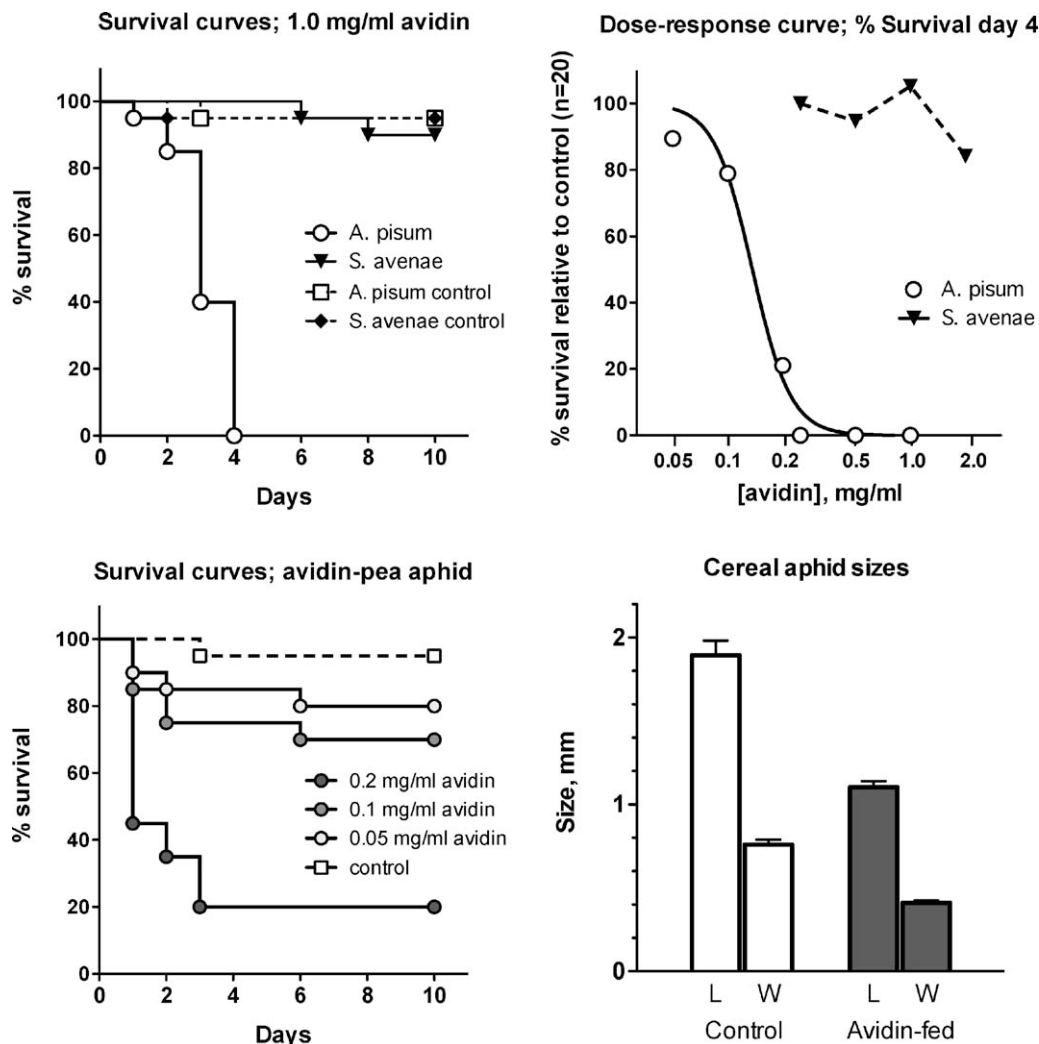 Survival curves; 1.0 mg/ml avidin
% survival
100
80
60
40
20
0
0 2 4 6 8 10
Days
A. pisum
S. avenae
A. pisum control
S. avenae control
Dose-response curve; % Survival day 4
% survival relative to control (n=20)
100
80
60
40
20
0
0.05 0.1 0.2 0.5 1.0 2.0
[avidin], mg/ml
A. pisum
S. avenae
Survival curves; avidin-pea aphid
% survival
100
80
60
40
20
0
0 2 4 6 8 10
Days
0.2 mg/ml avidin
0.1 mg/ml avidin
0.05 mg/ml avidin
control
Cereal aphid sizes
Size, mm
2
1
0
L W L W
Control Avidin-fed